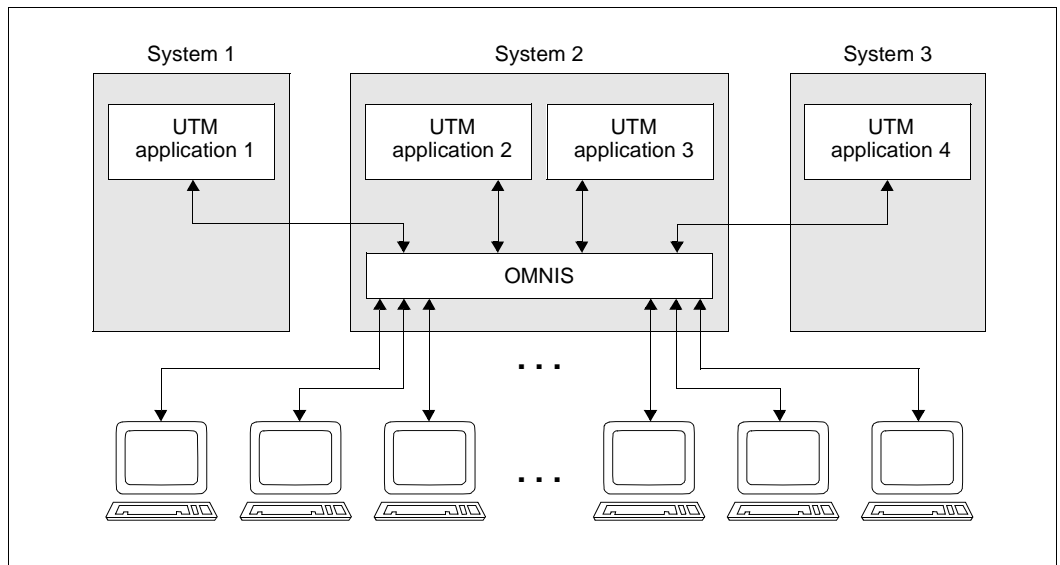 System 1
System 2
System 3
UTM
application 1
UTM
application 2
UTM
application 3
UTM
application 4
OMNIS
. . .
. . .